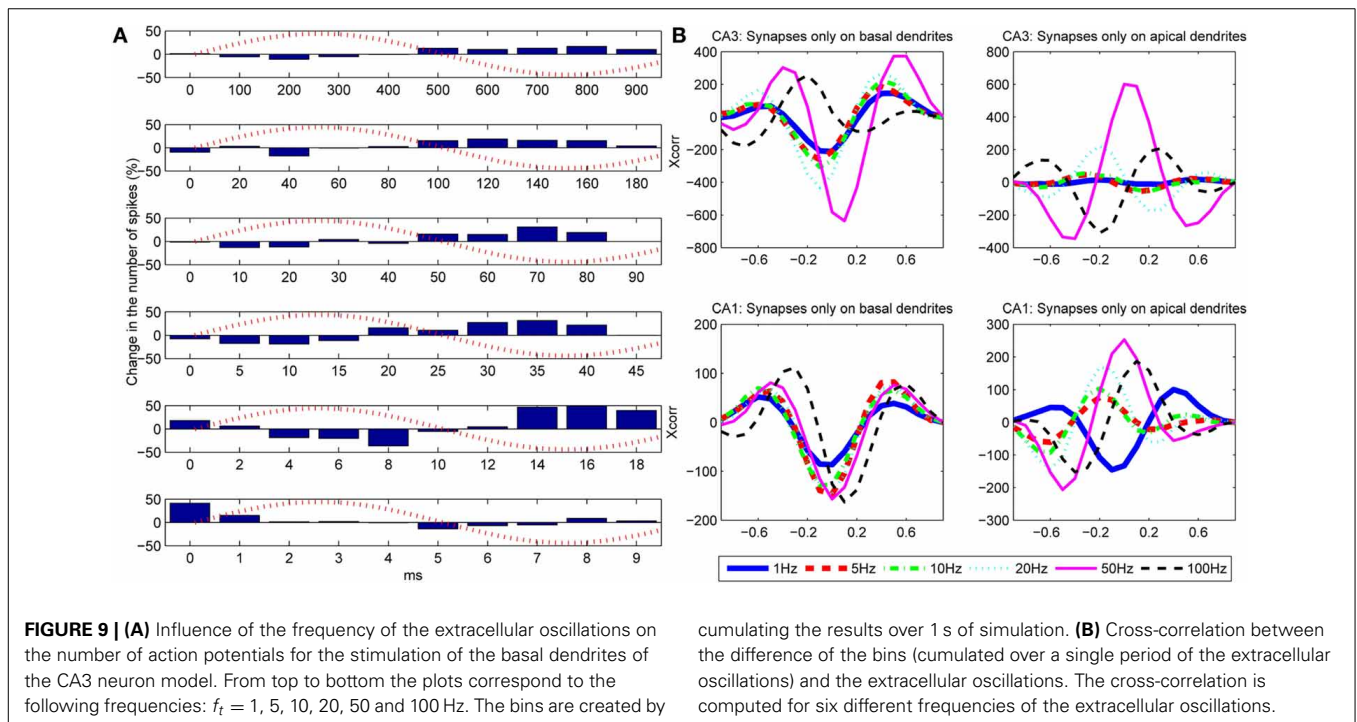 A
Change in the number of spikes (%)
50
0
−50
0 100 200 300 400 500 600 700 800 900
50
0
−50
0 20 40 60 80 100 120 140 160 180
50
0
−50
0 5 10 20 30 40 50 60 70 80 90
50
0
−50
0 5 10 15 20 25 30 35 40 45
50
0
−50
0 2 4 6 8 10 12 14 16 18
50
0
−50
0 1 2 3 4 5 6 7 8 9
ms
B
CA3: Synapses only on basal dendrites
Xcorr
400
200
0
−200
−400
−600
−800
−0.6 −0.2 0.2 0.6
CA3: Synapses only on apical dendrites
800
600
400
200
0
−200
−400
−0.6 −0.2 0.2 0.6
CA1: Synapses only on basal dendrites
Xcorr
200
100
0
−100
−200
−0.6 −0.2 0.2 0.6
CA1: Synapses only on apical dendrites
300
200
100
0
−100
−200
−300
−0.6 −0.2 0.2 0.6
1Hz 5Hz 10Hz 20Hz 50Hz 100Hz
FIGURE 9 | (A) Influence of the frequency of the extracellular oscillations on
the number of action potentials for the stimulation of the basal dendrites of
the CA3 neuron model. From top to bottom the plots correspond to the
following frequencies: ft = 1, 5, 10, 20, 50 and 100 Hz. The bins are created by
cumulating the results over 1 s of simulation. (B) Cross-correlation between
the difference of the bins (cumulated over a single period of the extracellular
oscillations) and the extracellular oscillations. The cross-correlation is
computed for six different frequencies of the extracellular oscillations.